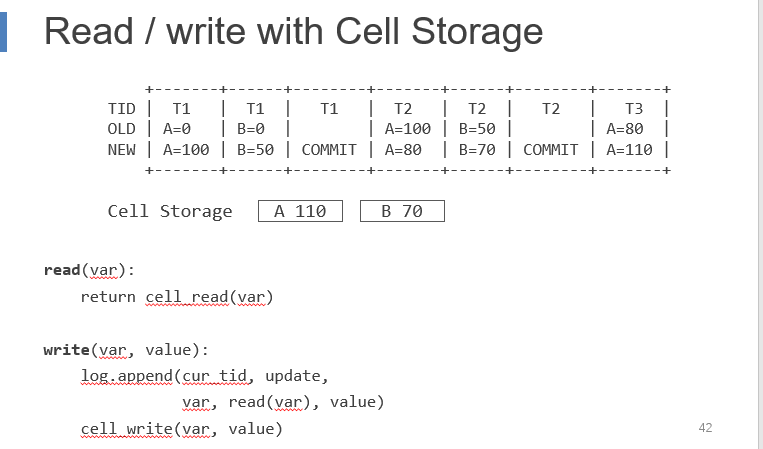 Read / write with Cell Storage
+-------+------+--------+-------+------+--------+-------+
TID | T1 | T1 | T1 | T2 | T2 | T2 | T3 |
OLD | A=0 | B=0 | | A=100 | B=50 | | A=80 |
NEW | A=100 | B=50 | COMMIT | A=80 | B=70 | COMMIT | A=110 |
+-------+------+--------+-------+------+--------+-------+
Cell Storage A 110 B 70
read(var):
return cell_read(var)
write(var, value):
log.append(cur_tid, update,
var, read(var), value)
cell_write(var, value)
42